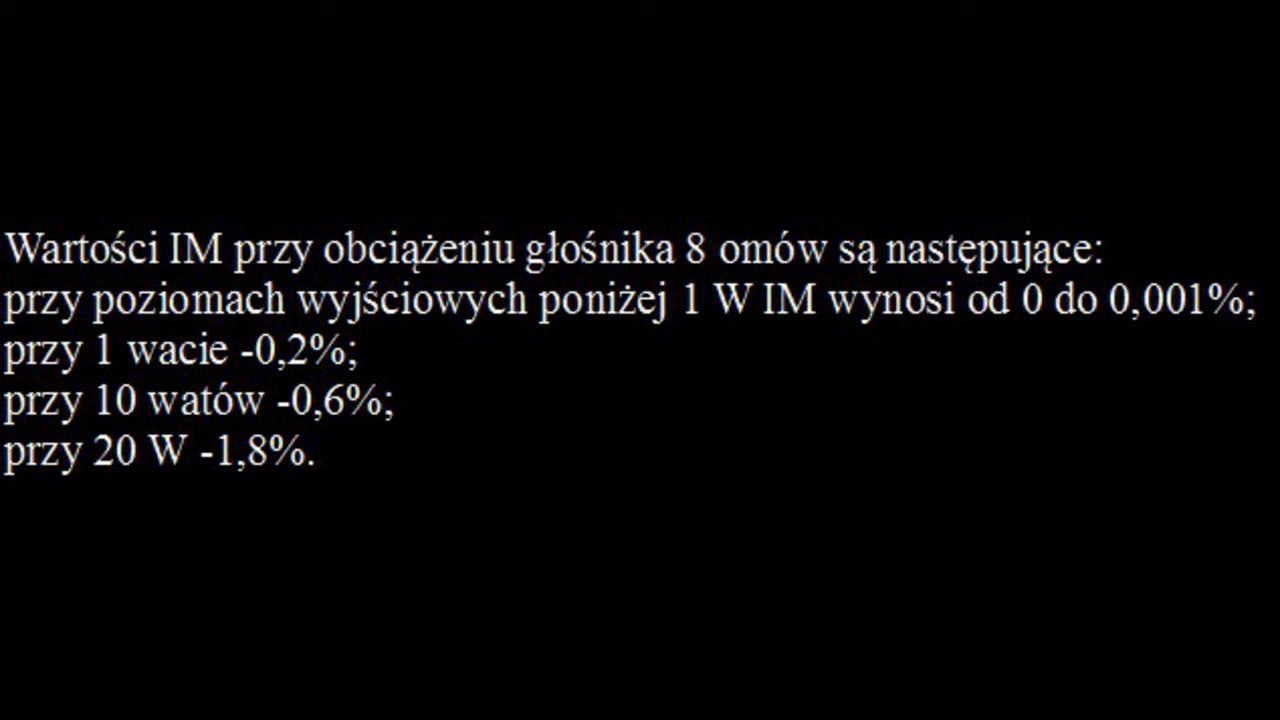 Wartości IM przy obciążeniu głośnika 8 omów są następujące:
przy poziomach wyjściowych poniżej 1 W IM wynosi od 0 do 0,001%;
przy 1 wacie -0,2%;
przy 10 watów -0,6%;
przy 20 W -1,8%.